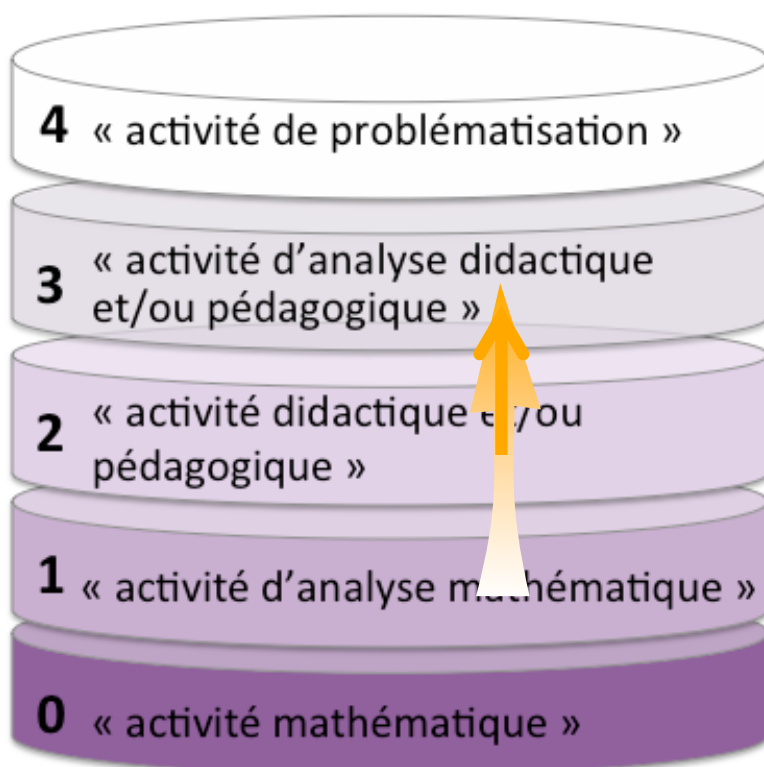 4 « activité de problématisation »
3 « activité d’analyse didactique
et/ou pédagogique »
2 « activité didactique et/ou
pédagogique »
1 « activité d’analyse mathématique »
0 « activité mathématique »